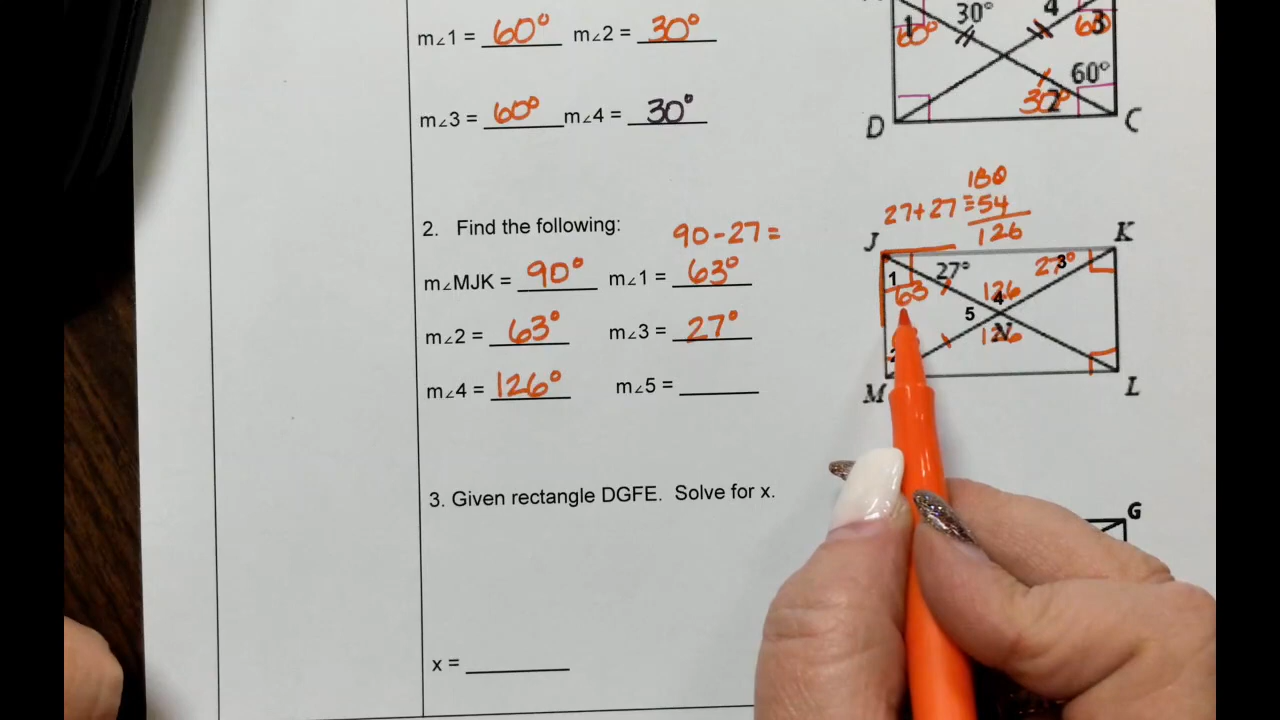 m∠1 = 60° m∠2 = 30°
m∠3 = 60° m∠4 = 30°
1 30° 4 3
60° 60
60°
30° 2
D C
2. Find the following:
90-27=
m∠MJK = 90° m∠1 = 63°
m∠2 = 63° m∠3 = 27°
m∠4 = 126° m∠5 =
180
27+27=54
126
J K
1 27° 27° 3
63 126 4
5 N 126
M L
3. Given rectangle DGFE. Solve for x.
G
x =